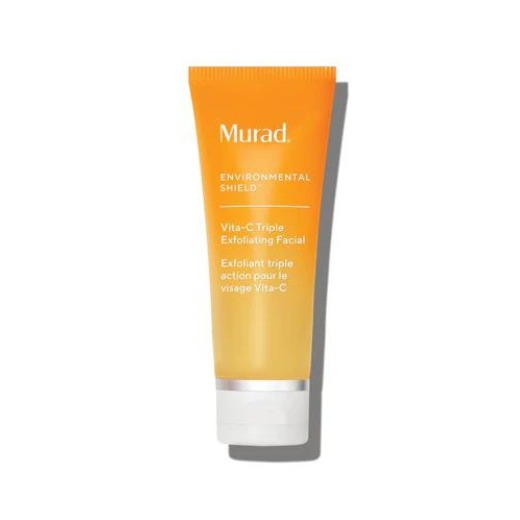 Murad.
ENVIRONMENTAL
SHIELD™
Vita-C Triple
Exfoliating Facial
Exfoliant triple
action pour le
visage Vita-C